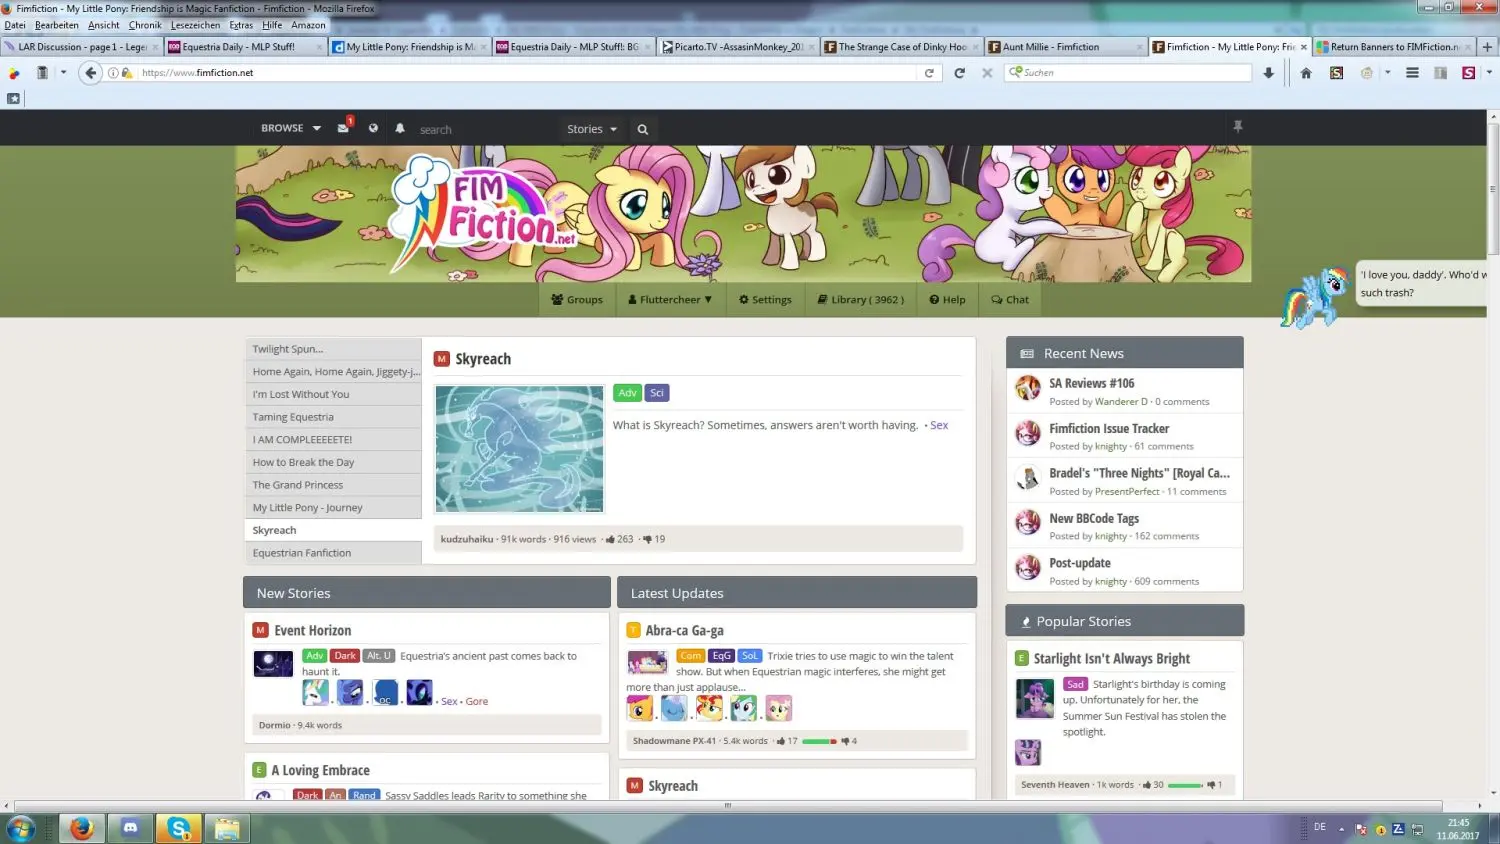 Fimfiction - My Little Pony: Friendship is Magic Fanfiction - Fimfiction - Mozilla Firefox
Datei Bearbeiten Ansicht Chronik Lesezeichen Extras Hilfe Amazon
LAR Discussion - page 1 - Lege
Equestria Daily - MLP Stuff!
My Little Pony: Friendship is M
Equestria Daily - MLP Stuff!: BG
Picarto.TV -AssasinMonkey_20
The Strange Case of Dinky Hoo
Aunt Millie - Fimfiction
Fimfiction - My Little Pony: Frie
Return Banners to FIMFiction.n
https://www.fimfiction.net
Suchen
BROWSE
1
search
Stories
FIM
Fiction.net
Groups
Fluttercheer ▼
Settings
Library ( 3962 )
Help
Chat
'I love you, daddy'. Who'd w
such trash?
Twilight Spun...
Home Again, Home Again, Jiggety-j...
I'm Lost Without You
Taming Equestria
I AM COMPLEEEEETE!
How to Break the Day
The Grand Princess
My Little Pony - Journey
Skyreach
Equestrian Fanfiction
M Skyreach
Adv Sci
What is Skyreach? Sometimes, answers aren't worth having. • Sex
kudzuhaiku · 91k words · 916 views · 263 · 19
New Stories
M Event Horizon
Adv Dark Alt. U Equestria's ancient past comes back to
haunt it.
OC
• Sex • Gore
Dormio · 9.4k words
E A Loving Embrace
Dark An Rand Sassy Saddles leads Rarity to something she
Latest Updates
T Abra-ca Ga-ga
Com EqG SoL Trixie tries to use magic to win the talent
show. But when Equestrian magic interferes, she might get
more than just applause...
Shadowmane PX-41 · 5.4k words · 17 4
M Skyreach
Recent News
SA Reviews #106
Posted by Wanderer D · 0 comments
Fimfiction Issue Tracker
Posted by knighty · 61 comments
Bradel's "Three Nights" [Royal Ca...
Posted by PresentPerfect · 11 comments
New BBCode Tags
Posted by knighty · 162 comments
Post-update
Posted by knighty · 609 comments
Popular Stories
E Starlight Isn't Always Bright
Sad Starlight's birthday is coming
up. Unfortunately for her, the
Summer Sun Festival has stolen the
spotlight.
Seventh Heaven · 1k words · 30 1
DE
21:45
11.06.2017